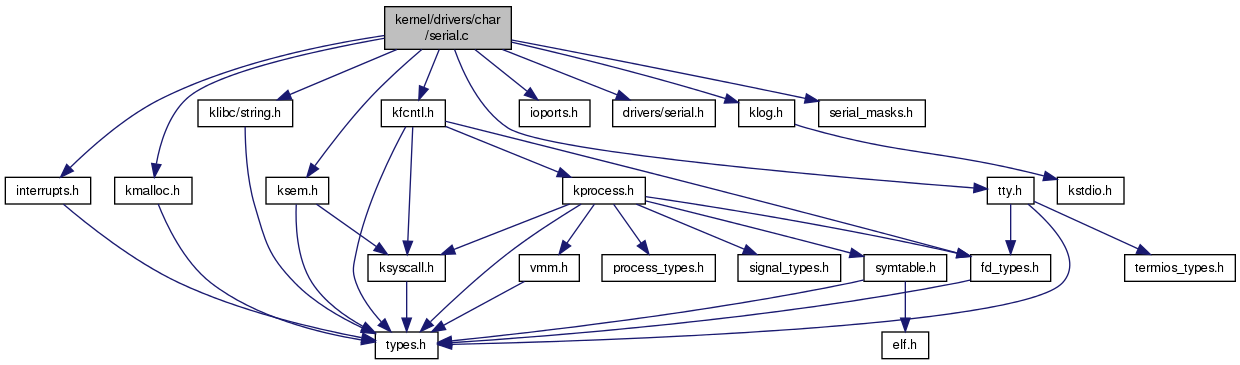 kernel/drivers/char
/serial.c
klibc/string.h
kfcntl.h
ioports.h
drivers/serial.h
klog.h
serial_masks.h
interrupts.h
kmalloc.h
ksem.h
kprocess.h
tty.h
kstdio.h
ksyscall.h
vmm.h
process_types.h
signal_types.h
symtable.h
fd_types.h
termios_types.h
types.h
elf.h